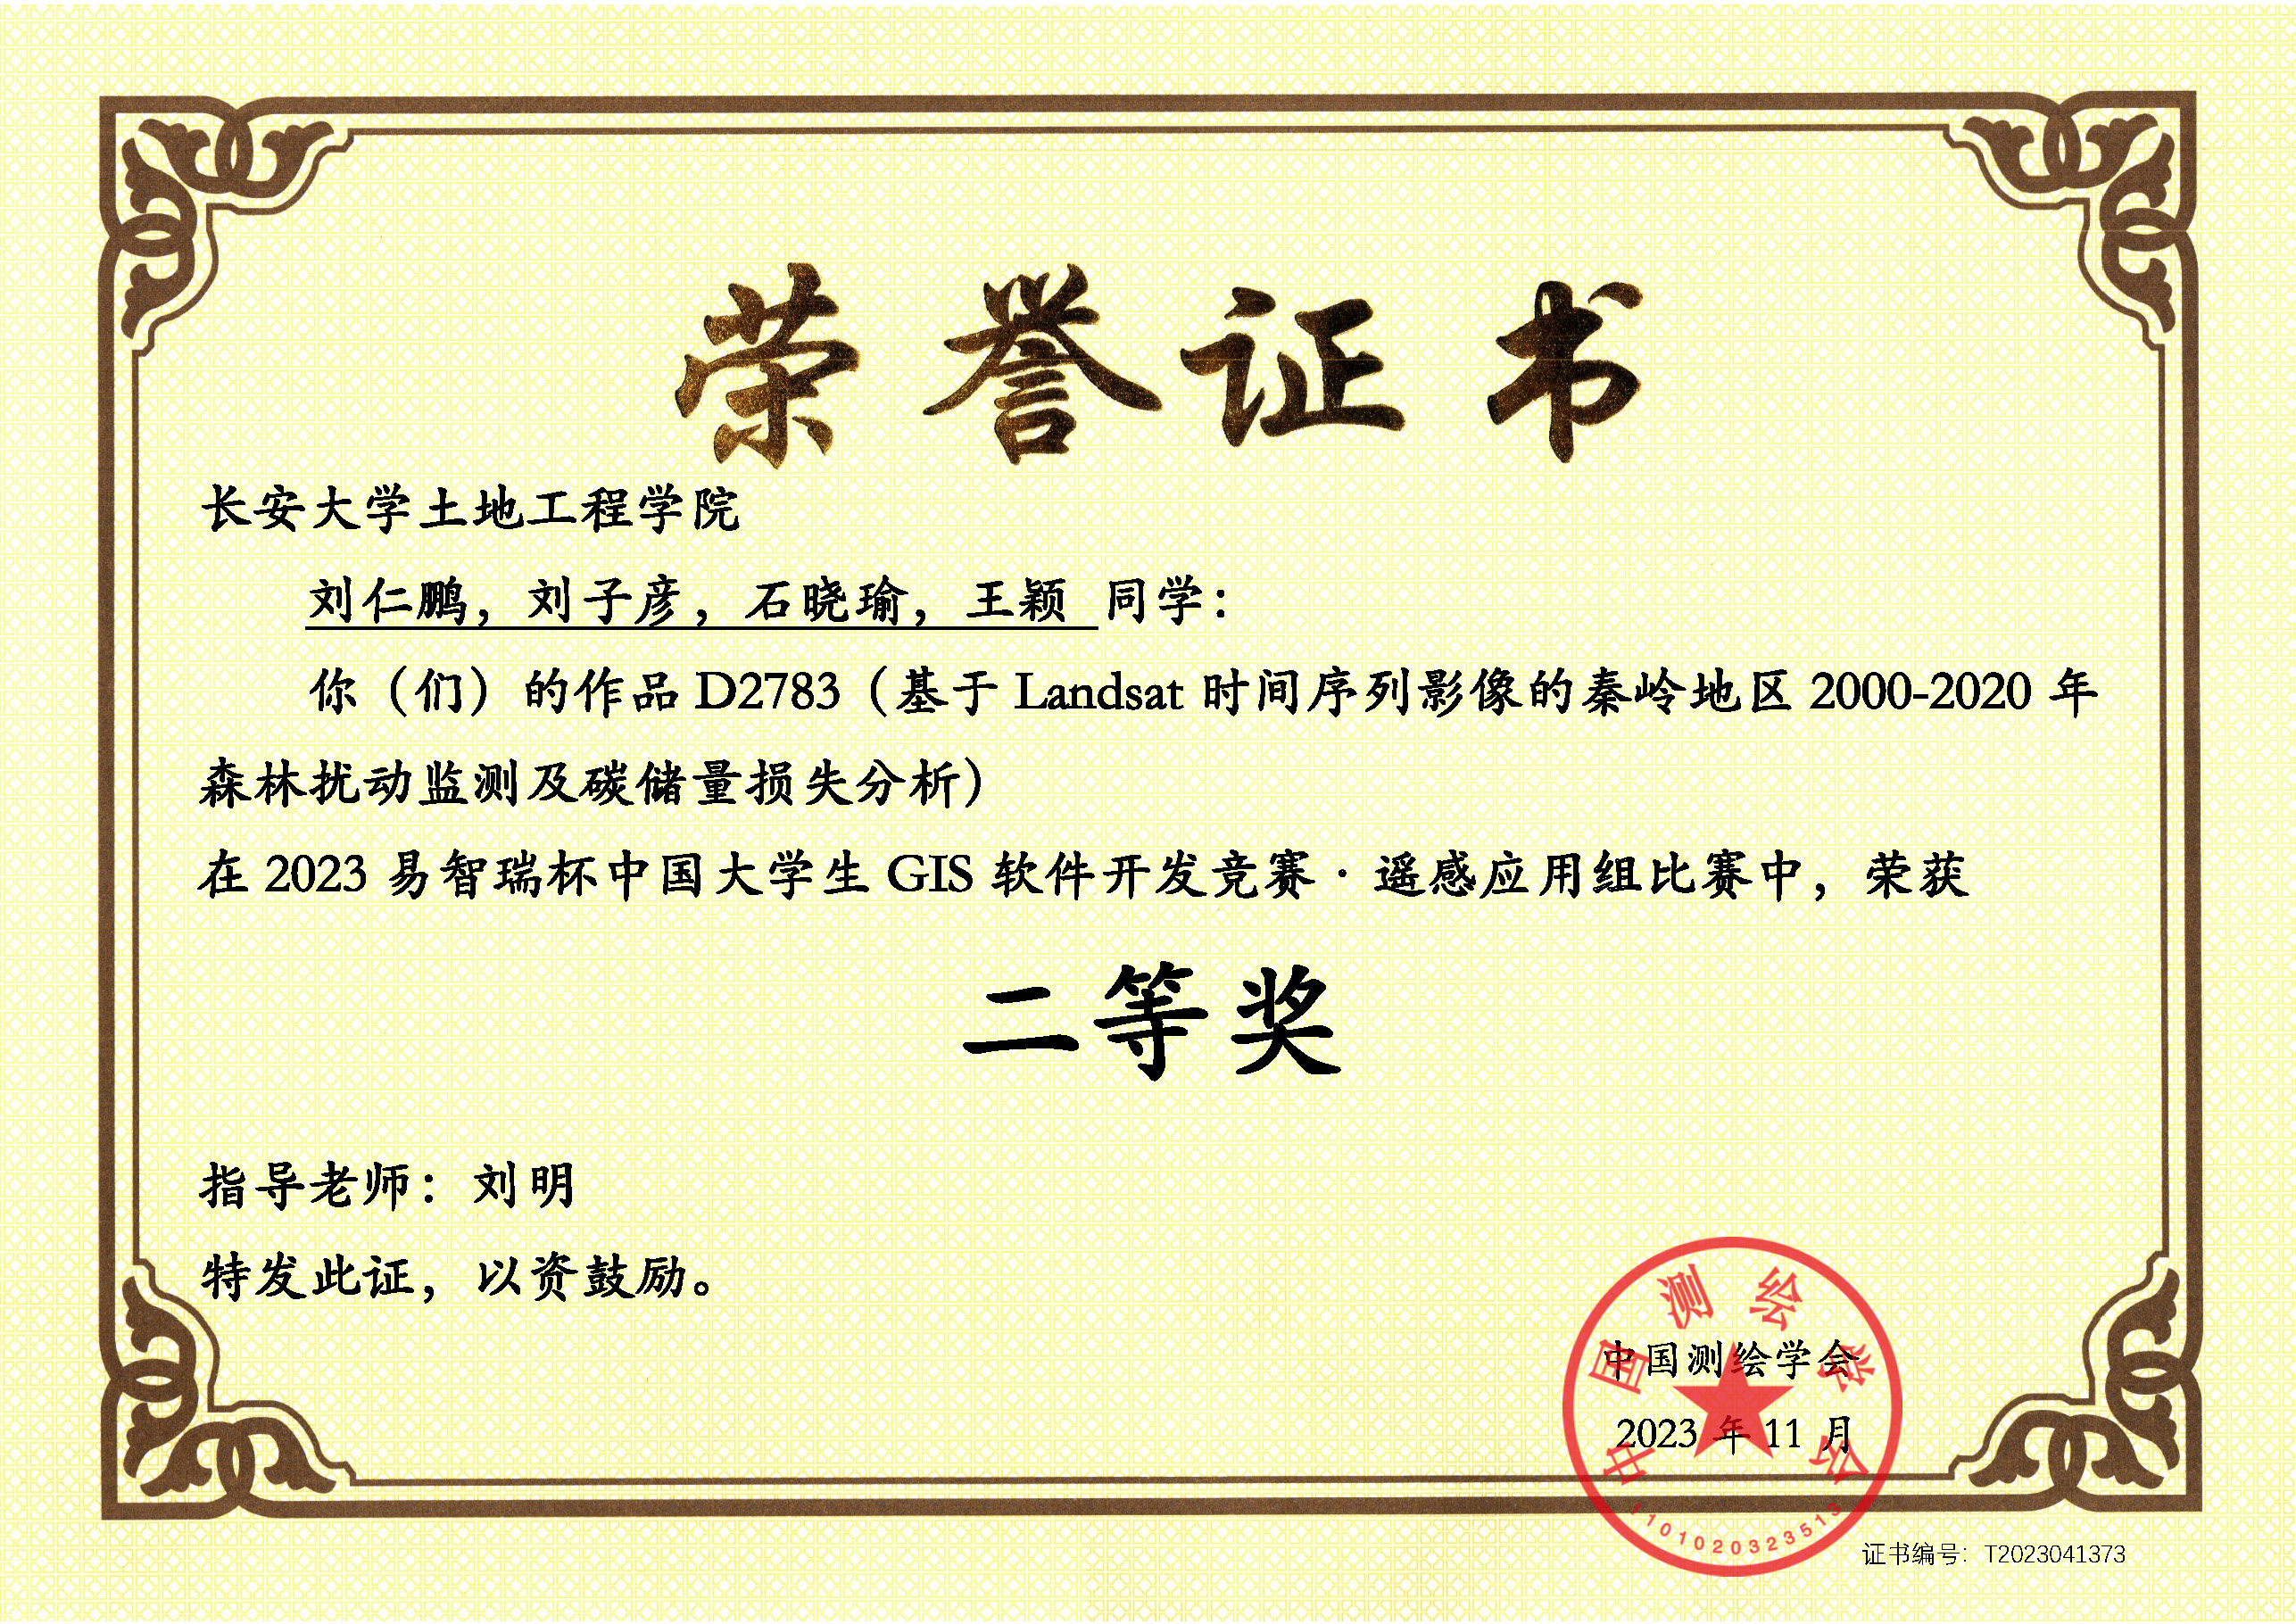 荣誉证书
长安大学土地工程学院
刘仁鹏，刘子彦，石晓瑜，王颖 同学：
你（们）的作品 D2783（基于 Landsat 时间序列影像的秦岭地区 2000-2020 年
森林扰动监测及碳储量损失分析）
在 2023 易智瑞杯中国大学生 GIS 软件开发竞赛·遥感应用组比赛中，荣获
二等奖
指导老师：刘明
特发此证，以资鼓励。
中国测绘学会
2023 年 11 月
中国测绘学会
1101020323513
证书编号：T2023041373